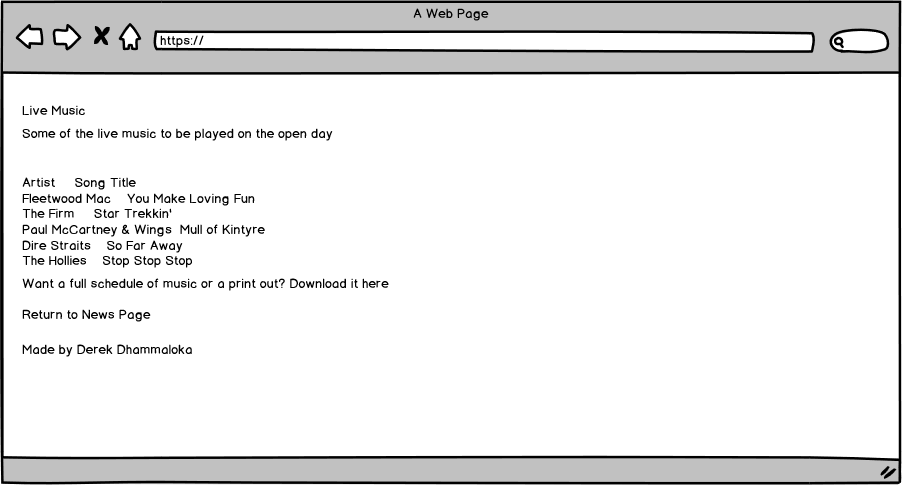 A Web Page
https://
Live Music
Some of the live music to be played on the open day
Artist Song Title
Fleetwood Mac You Make Loving Fun
The Firm Star Trekkin'
Paul McCartney & Wings Mull of Kintyre
Dire Straits So Far Away
The Hollies Stop Stop Stop
Want a full schedule of music or a print out? Download it here
Return to News Page
Made by Derek Dhammaloka